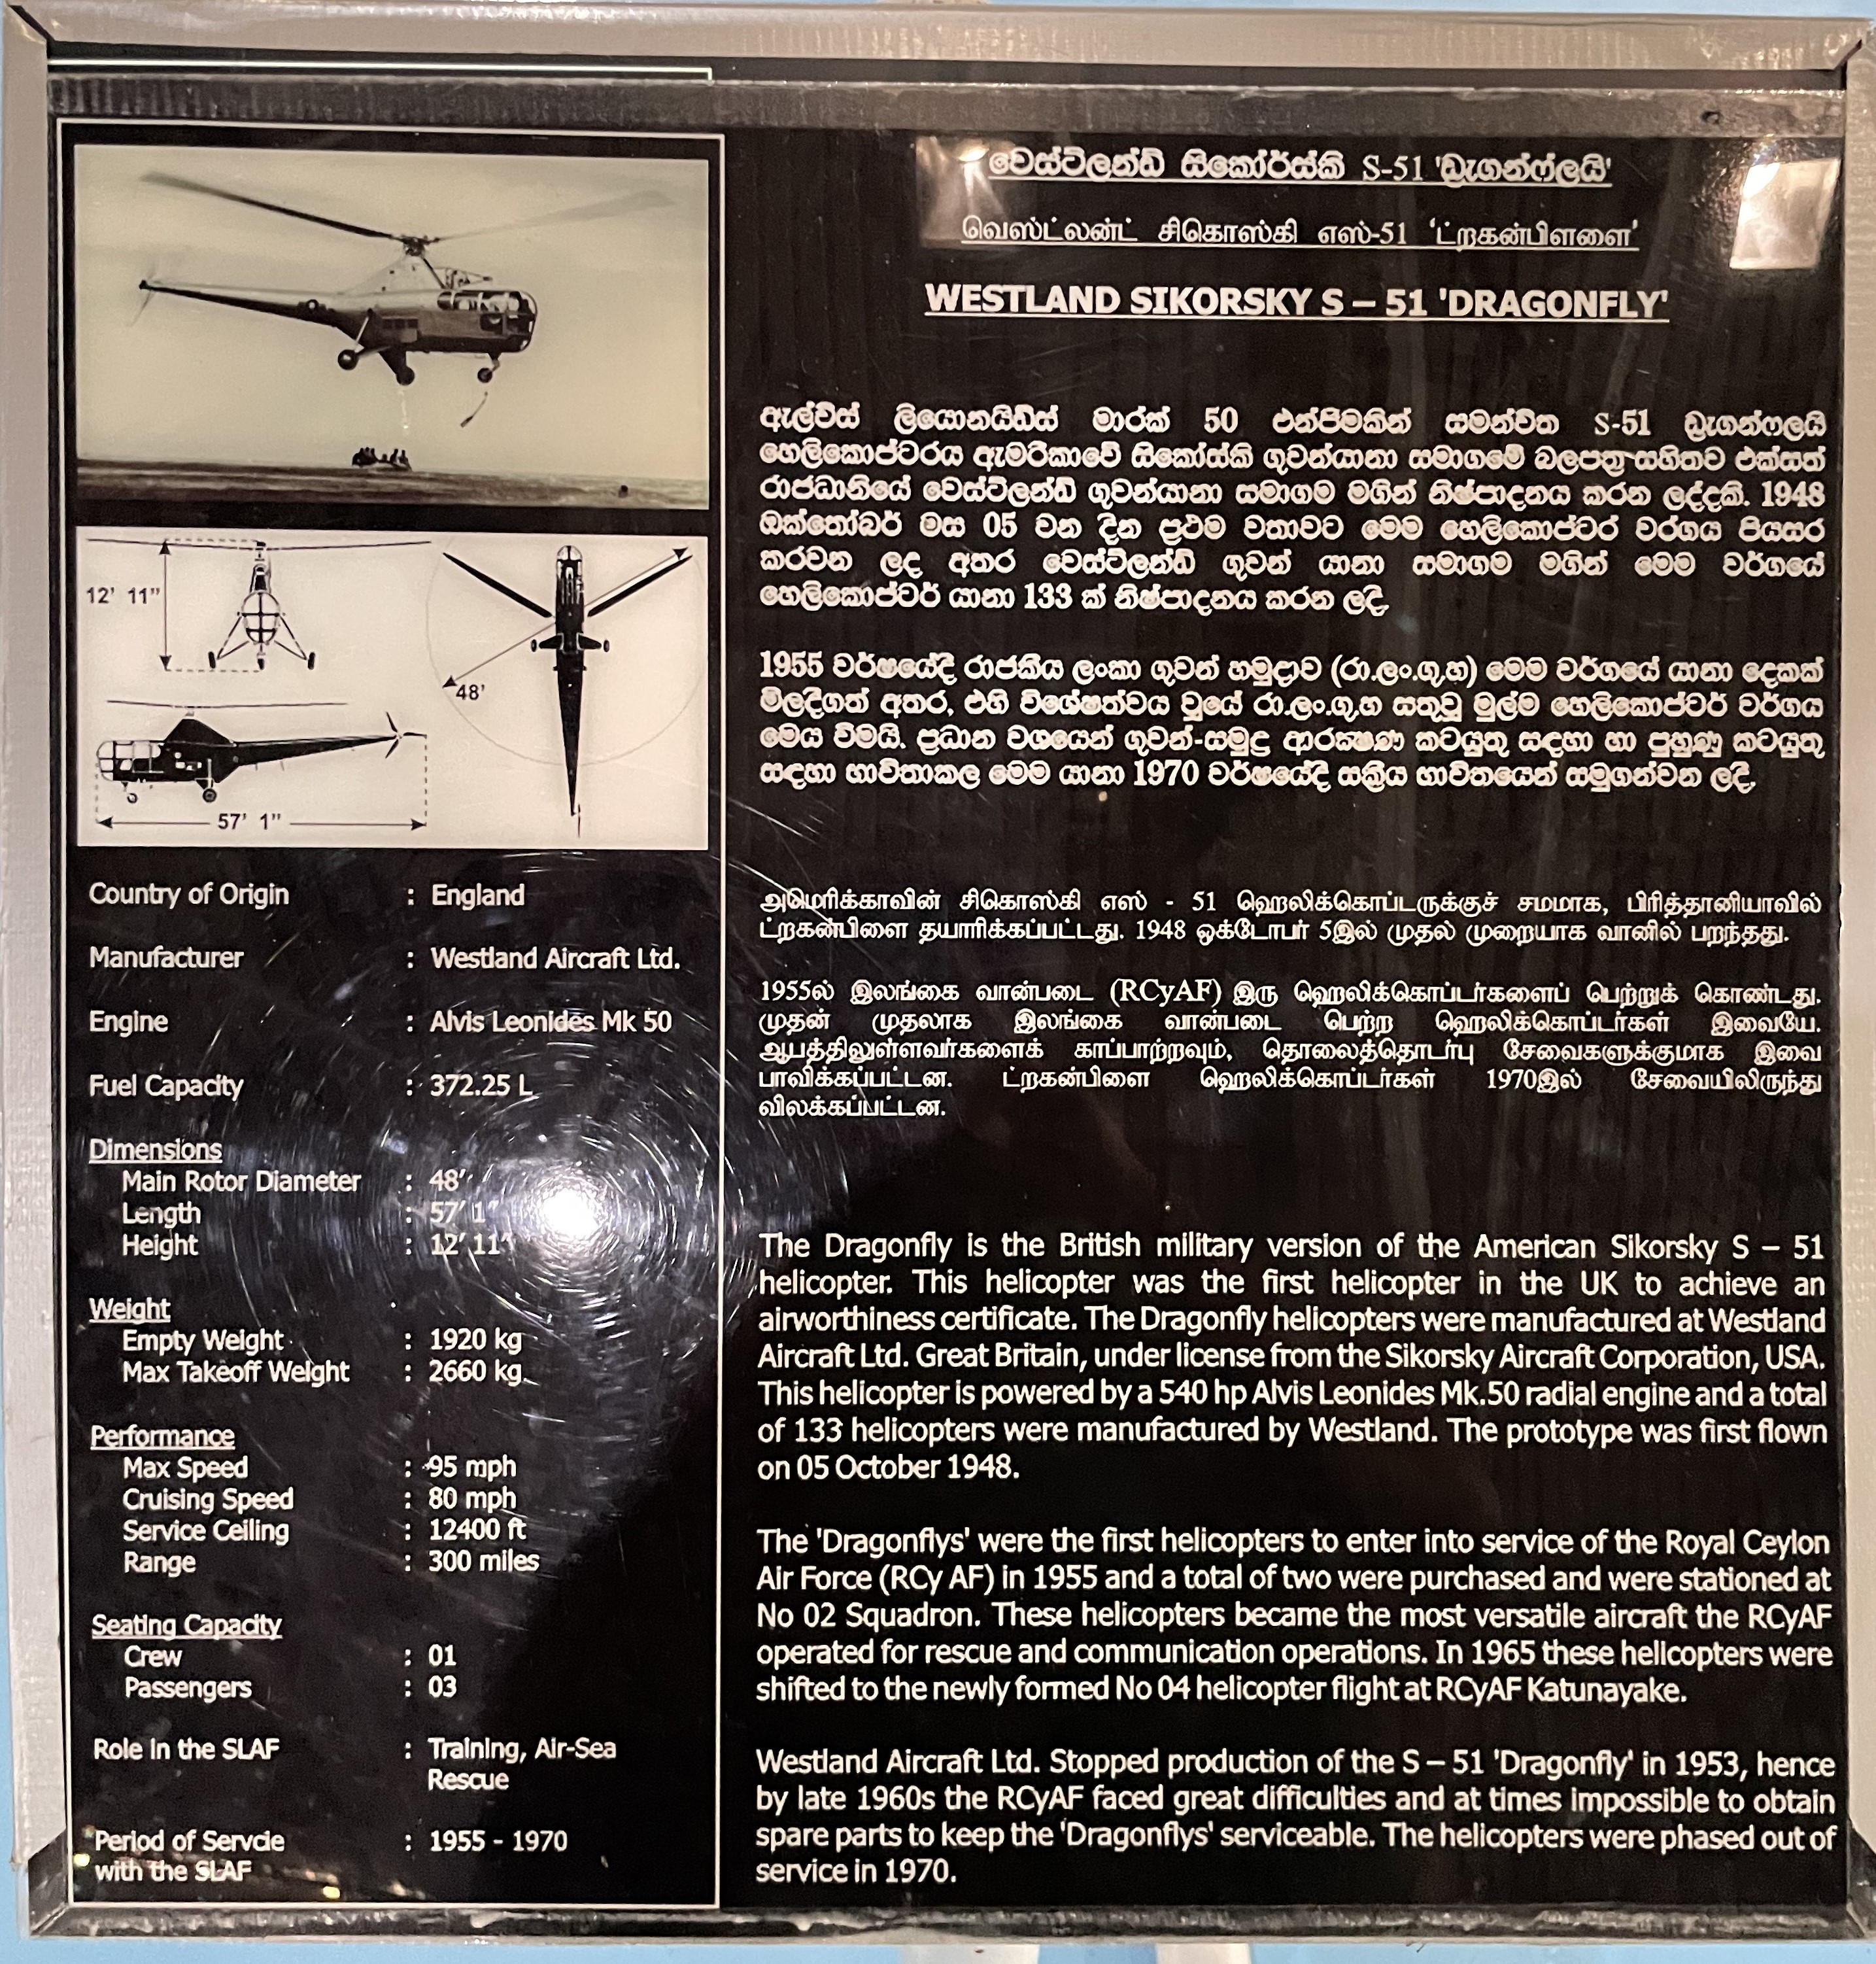 12' 11"
48'
57' 1"
Country of Origin : England
Manufacturer : Westland Aircraft Ltd.
Engine : Alvis Leonides Mk 50
Fuel Capacity : 372.25 L
Dimensions
Main Rotor Diameter : 48'
Length : 57' 1"
Height : 12' 11"
Weight
Empty Weight : 1920 kg
Max Takeoff Weight : 2660 kg
Performance
Max Speed : 95 mph
Cruising Speed : 80 mph
Service Ceiling : 12400 ft
Range : 300 miles
Seating Capacity
Crew : 01
Passengers : 03
Role in the SLAF : Training, Air-Sea
Rescue
Period of Servcie : 1955 - 1970
with the SLAF
වෙස්ට්ලන්ඩ් සිකෝර්ස්කි S-51 'ඩ්‍රැගන්ෆ්ලයි'
வெஸ்ட்லன்ட் சிகொஸ்கி எஸ்-51 ‘ட்றகன்பிளளை’
WESTLAND SIKORSKY S – 51 'DRAGONFLY'
ඇල්විස් ලියොනයිඩ්ස් මාරක් 50 එන්ජිමකින් සමන්විත S-51 ඩ්‍රැගන්ෆලයි
හෙලිකොප්ටරය ඇමරිකාවේ සිකෝස්කි ගුවන්යානා සමාගමේ බලපත්‍ර සහිතව එක්සත්
රාජධානියේ වෙස්ට්ලන්ඩ් ගුවන්යානා සමාගම මගින් නිෂ්පාදනය කරන ලද්දකි. 1948
ඔක්තෝබර් මස 05 වන දින ප්‍රථම වතාවට මෙම හෙලිකොප්ටර් වර්ගය පියසර
කරවන ලද අතර වෙස්ට්ලන්ඩ් ගුවන් යානා සමාගම මගින් මෙම වර්ගයේ
හෙලිකොප්ටර් යානා 133 ක් නිෂ්පාදනය කරන ලදි.
1955 වර්ෂයේදී රාජකීය ලංකා ගුවන් හමුදාව (රා.ලං.ගු.හ) මෙම වර්ගයේ යානා දෙකක්
මිලදීගත් අතර, එහි විශේෂත්වය වූයේ රා.ලං.ගු.හ සතුවූ මුල්ම හෙලිකොප්ටර් වර්ගය
මෙය වීමයි. ප්‍රධාන වශයෙන් ගුවන්-සමුද්‍ර ආරක්ෂණ කටයුතු සඳහා හා පුහුණු කටයුතු
සඳහා භාවිතාකල මෙම යානා 1970 වර්ෂයේදී සක්‍රීය භාවිතයෙන් සමුගන්වන ලදී.
அமெரிக்காவின் சிகொஸ்கி எஸ் - 51 ஹெலிக்கொப்டருக்குச் சமமாக, பிரித்தானியாவில்
ட்றகன்பிளை தயாரிக்கப்பட்டது. 1948 ஒக்டோபர் 5இல் முதல் முறையாக வானில் பறந்தது.
1955ல் இலங்கை வான்படை (RCyAF) இரு ஹெலிக்கொப்டர்களைப் பெற்றுக் கொண்டது.
முதன் முதலாக இலங்கை வான்படை பெற்ற ஹெலிக்கொப்டர்கள் இவையே.
ஆபத்திலுள்ளவர்களைக் காப்பாற்றவும், தொலைத்தொடர்பு சேவைகளுக்குமாக இவை
பாவிக்கப்பட்டன. ட்றகன்பிளை ஹெலிக்கொப்டர்கள் 1970இல் சேவையிலிருந்து
விலக்கப்பட்டன.
The Dragonfly is the British military version of the American Sikorsky S – 51
helicopter. This helicopter was the first helicopter in the UK to achieve an
airworthiness certificate. The Dragonfly helicopters were manufactured at Westland
Aircraft Ltd. Great Britain, under license from the Sikorsky Aircraft Corporation, USA.
This helicopter is powered by a 540 hp Alvis Leonides Mk.50 radial engine and a total
of 133 helicopters were manufactured by Westland. The prototype was first flown
on 05 October 1948.
The 'Dragonflys' were the first helicopters to enter into service of the Royal Ceylon
Air Force (RCy AF) in 1955 and a total of two were purchased and were stationed at
No 02 Squadron. These helicopters became the most versatile aircraft the RCyAF
operated for rescue and communication operations. In 1965 these helicopters were
shifted to the newly formed No 04 helicopter flight at RCyAF Katunayake.
Westland Aircraft Ltd. Stopped production of the S – 51 'Dragonfly' in 1953, hence
by late 1960s the RCyAF faced great difficulties and at times impossible to obtain
spare parts to keep the 'Dragonflys' serviceable. The helicopters were phased out of
service in 1970.